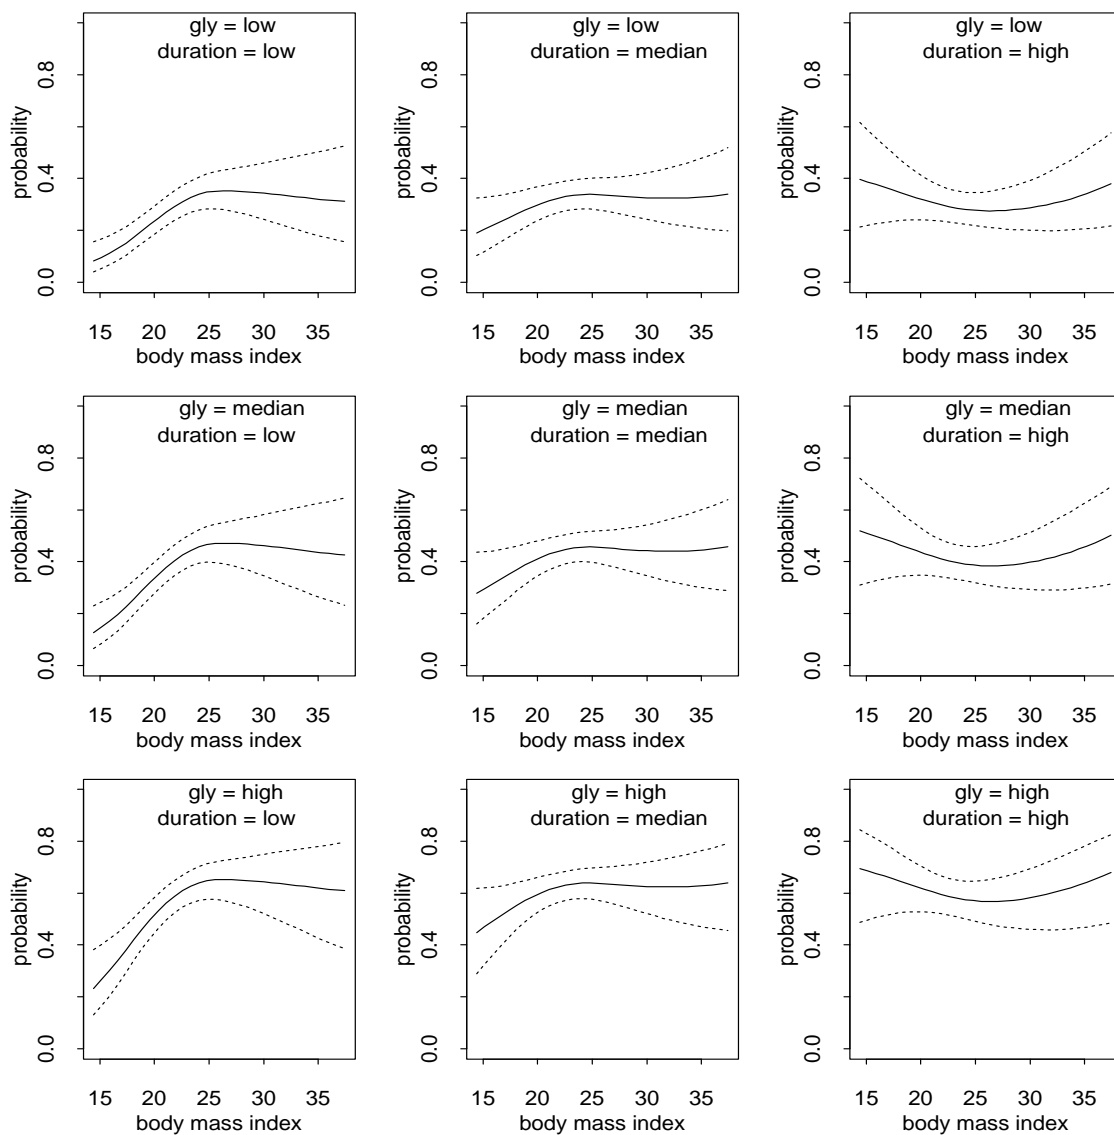 gly = low
duration = low
probability
0.0 0.4 0.8
15 20 25 30 35
body mass index
gly = low
duration = median
probability
0.0 0.4 0.8
15 20 25 30 35
body mass index
gly = low
duration = high
probability
0.0 0.4 0.8
15 20 25 30 35
body mass index
gly = median
duration = low
probability
0.0 0.4 0.8
15 20 25 30 35
body mass index
gly = median
duration = median
probability
0.0 0.4 0.8
15 20 25 30 35
body mass index
gly = median
duration = high
probability
0.0 0.4 0.8
15 20 25 30 35
body mass index
gly = high
duration = low
probability
0.0 0.4 0.8
15 20 25 30 35
body mass index
gly = high
duration = median
probability
0.0 0.4 0.8
15 20 25 30 35
body mass index
gly = high
duration = high
probability
0.0 0.4 0.8
15 20 25 30 35
body mass index